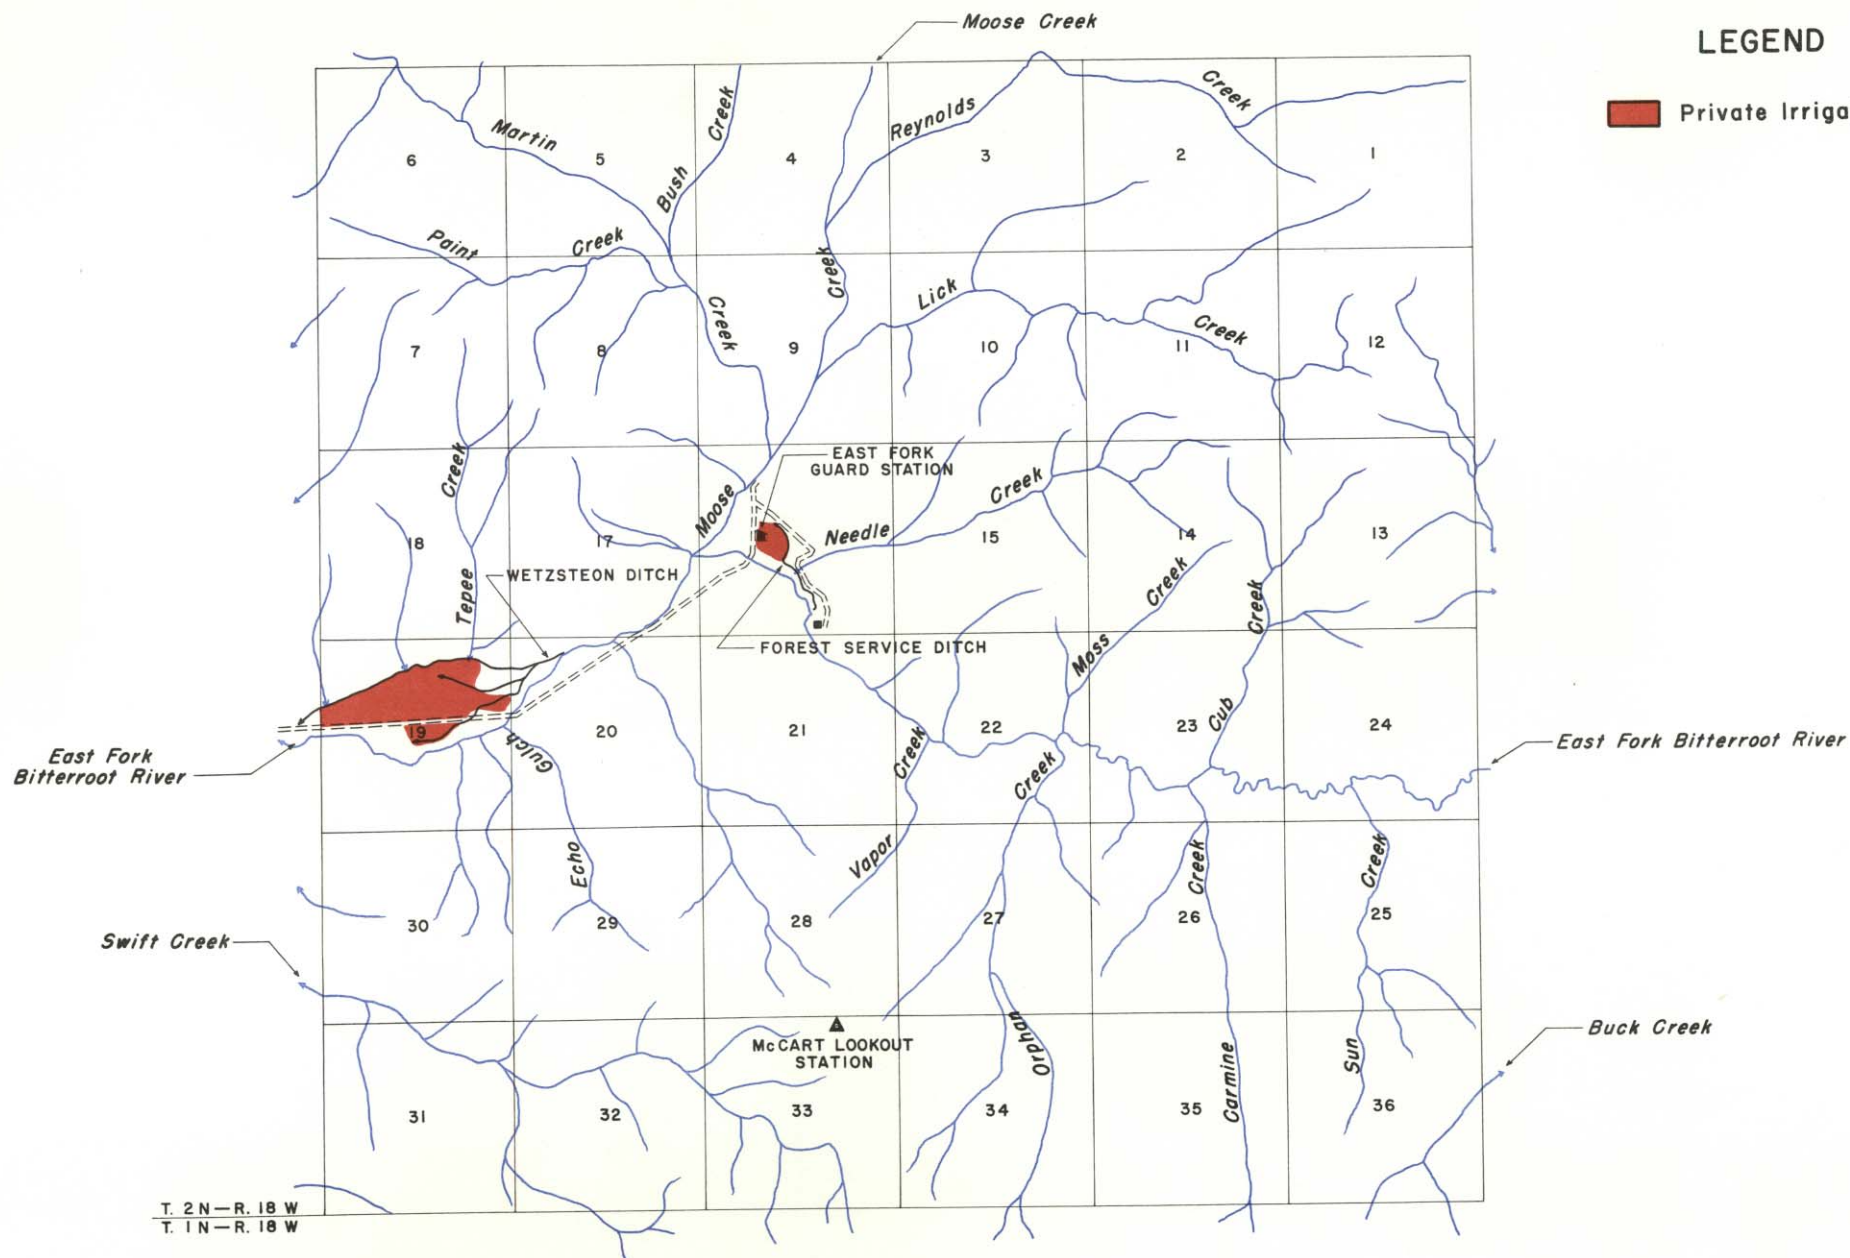 Moose Creek
LEGEND
Private Irriga
Creek
Reynolds
Creek
Bush
Martin
6
5
4
3
2
1
Paint
Creek
Creek
Creek
Lick
Creek
7
8
9
10
11
12
EAST FORK
GUARD STATION
Creek
Moose
Creek
Needle
18
17
15
14
13
WETZSTEON DITCH
Tepee
Creek
Moss
Creek
FOREST SERVICE DITCH
19
20
21
22
23
24
Cub
Gulch
Creek
Creek
East Fork
Bitterroot River
East Fork Bitterroot River
Echo
Vapor
Creek
Creek
30
29
28
27
26
25
Swift Creek
Orphan
McCART LOOKOUT
STATION
Carmine
Sun
Buck Creek
31
32
33
34
35
36
T. 2 N—R. 18 W
T. 1 N—R. 18 W